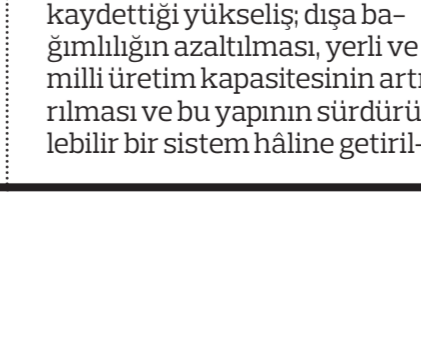 kaydettiği yükseliş; dışa ba-
ğımlılığın azaltılması, yerli ve
milli üretim kapasitesinin artı
rılması ve bu yapının sürdürü
lebilir bir sistem hâline getiril-